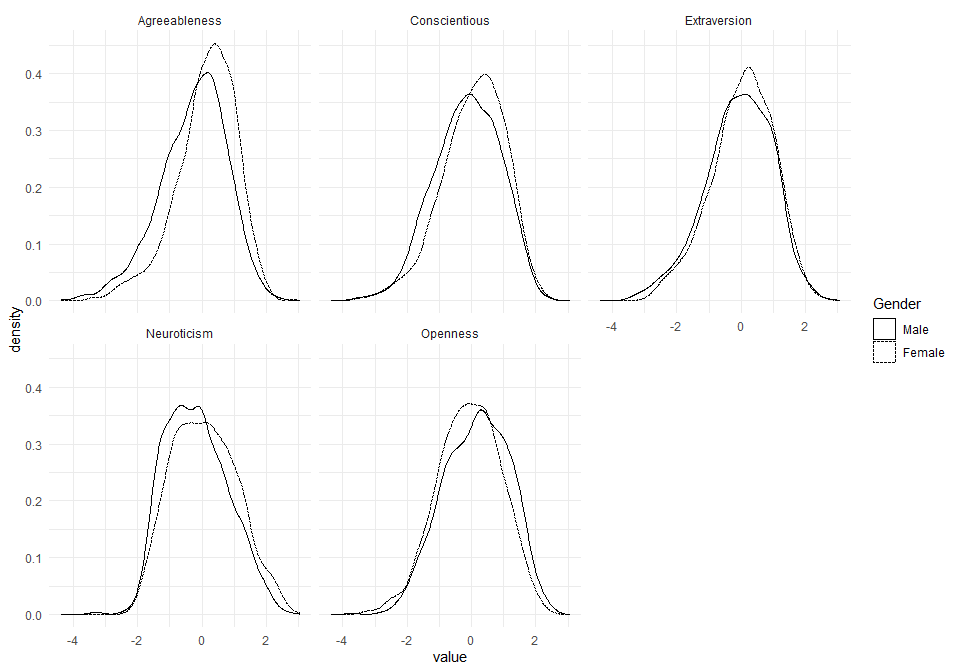 Agreeableness Conscientious Extraversion
0.4
0.3
0.2
0.1
0.0
-4 -2 0 2
Neuroticism Openness
0.4
0.3
0.2
0.1
0.0
-4 -2 0 2 -4 -2 0 2
value
density
Gender
Male
Female